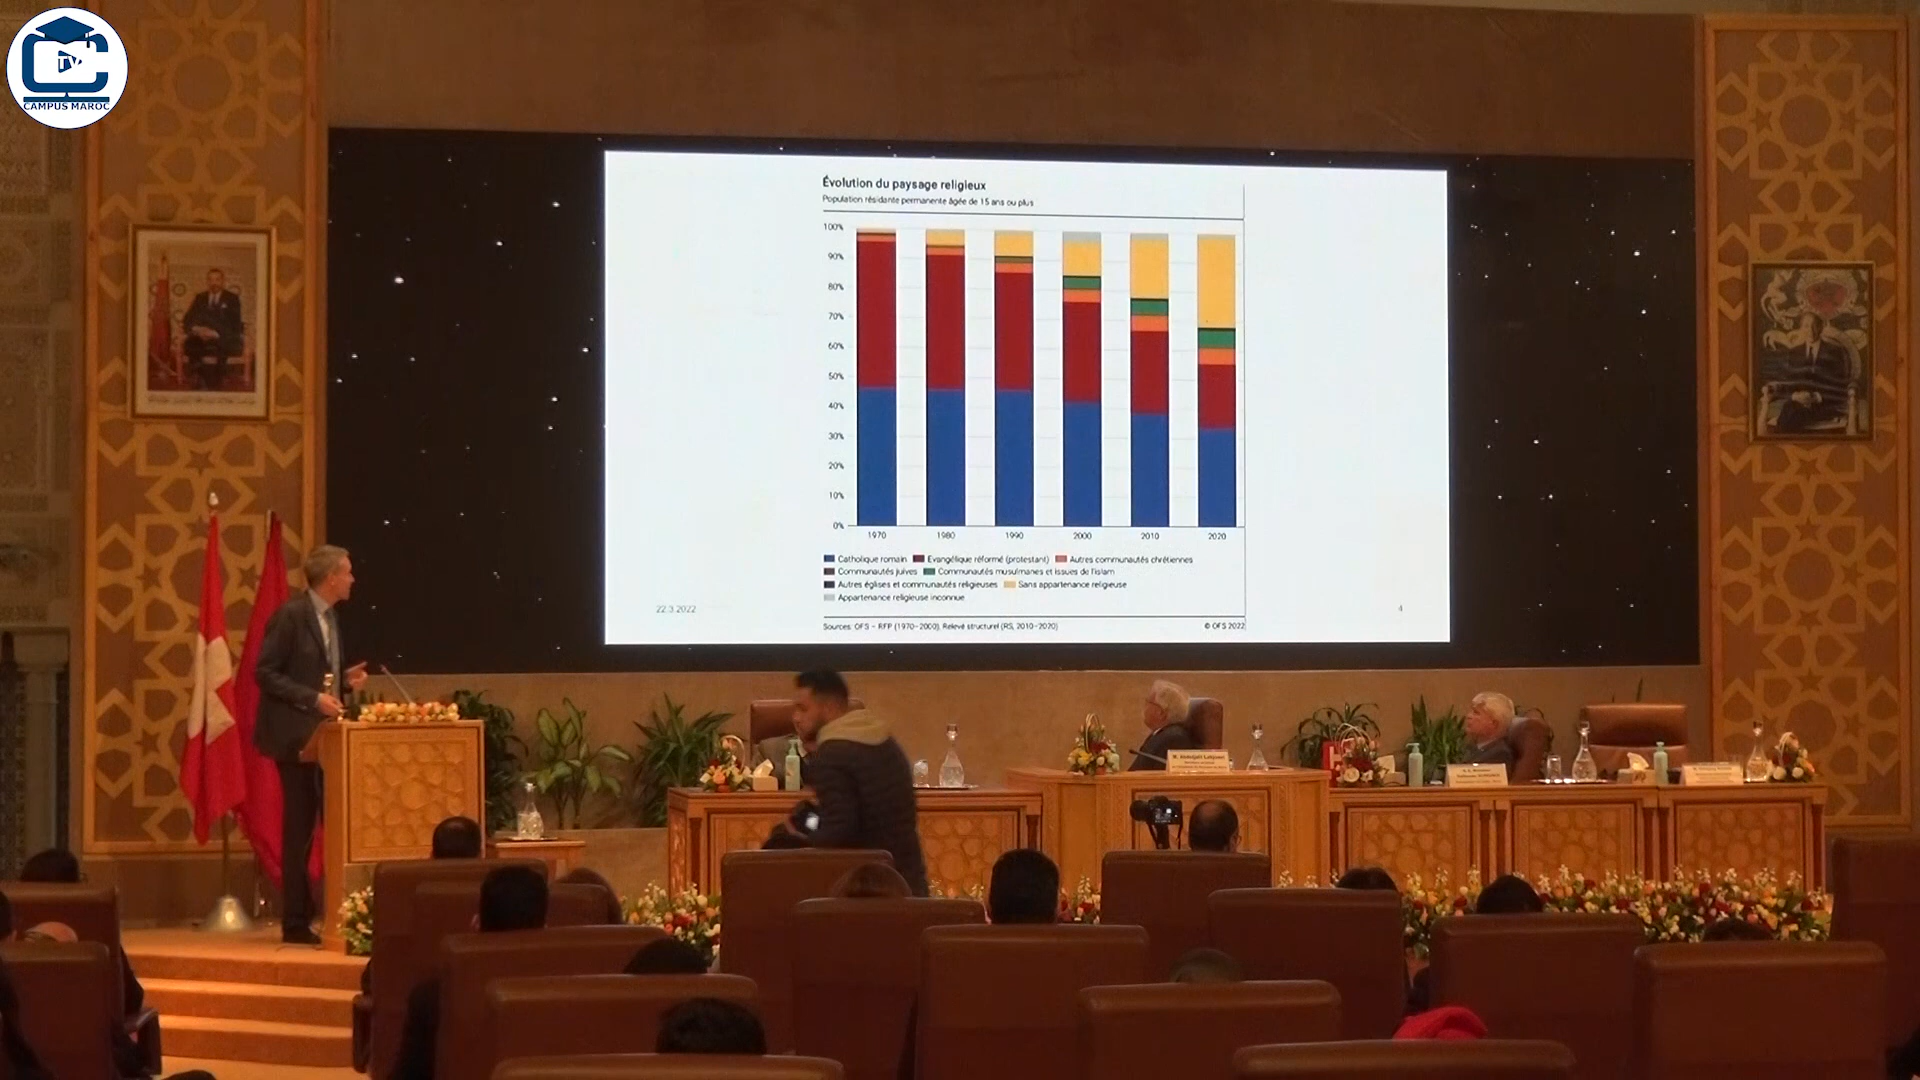 TV
CAMPUS MAROC
Évolution du paysage religieux
Population résidante permanente âgée de 15 ans ou plus
100%
90%
80%
70%
60%
50%
40%
30%
20%
10%
0%
1970 1980 1990 2000 2010 2020
Catholique romain Evangélique réformé (protestant) Autres communautés chrétiennes
Communautés juives Communautés musulmanes et issues de l'islam
Autres églises et communautés religieuses Sans appartenance religieuse
Appartenance religieuse inconnue
22.3.2022 4
Sources: OFS – RFP (1970–2000), Relevé structurel (RS, 2010–2020) © OFS 2022